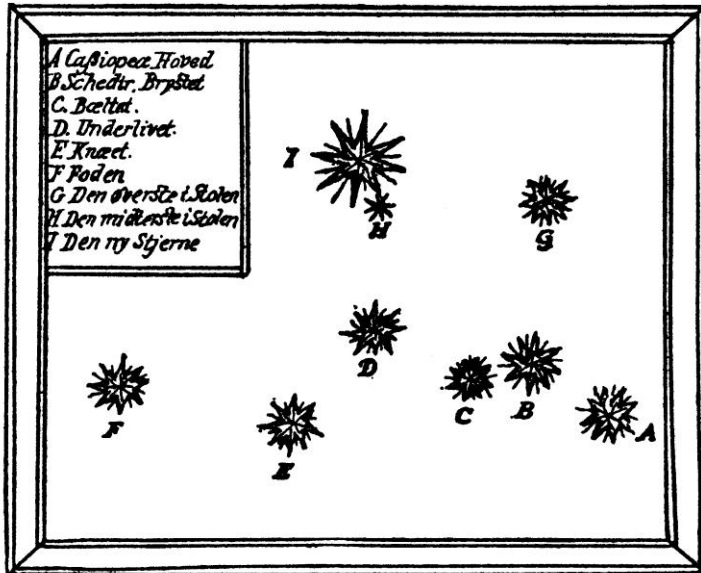 A Caßiopeæ Hoved
B Schedir, Brystet
C. Bæltet.
D. Underlivet.
E Knæet.
F Foden
G Den øverste i Stolen
H Den midterste i Stolen
I Den ny Stjerne
I
H
G
D
F
E
C
B
A